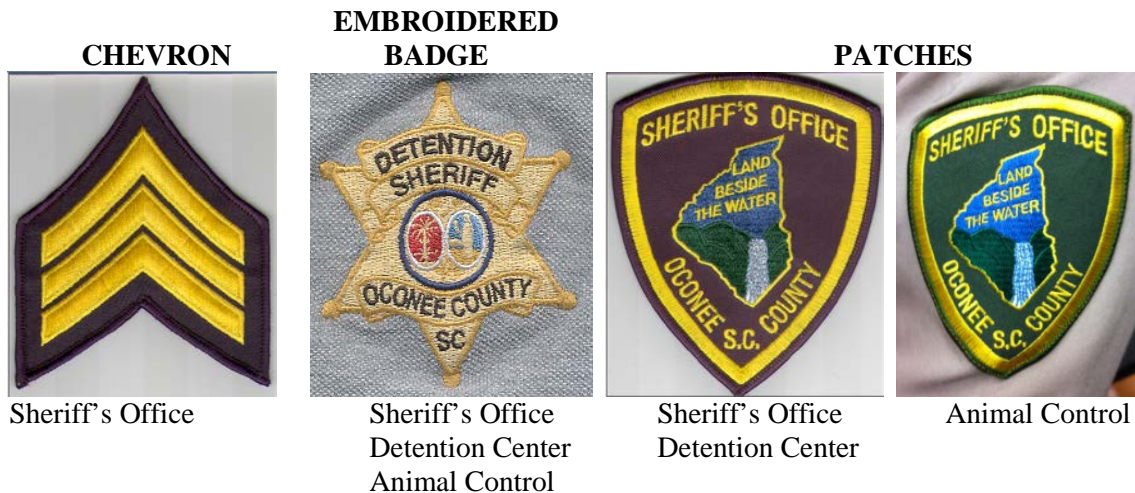 CHEVRON
EMBROIDERED
BADGE
PATCHES
DETENTION
SHERIFF
OCONEE COUNTY
SC
SHERIFF'S OFFICE
LAND
BESIDE
THE WATER
OCONEE S.C. COUNTY
SHERIFF'S OFFICE
LAND
BESIDE
THE WATER
OCONEE S.C. COUNTY
Sheriff's Office
Sheriff's Office
Detention Center
Animal Control
Sheriff's Office
Detention Center
Animal Control